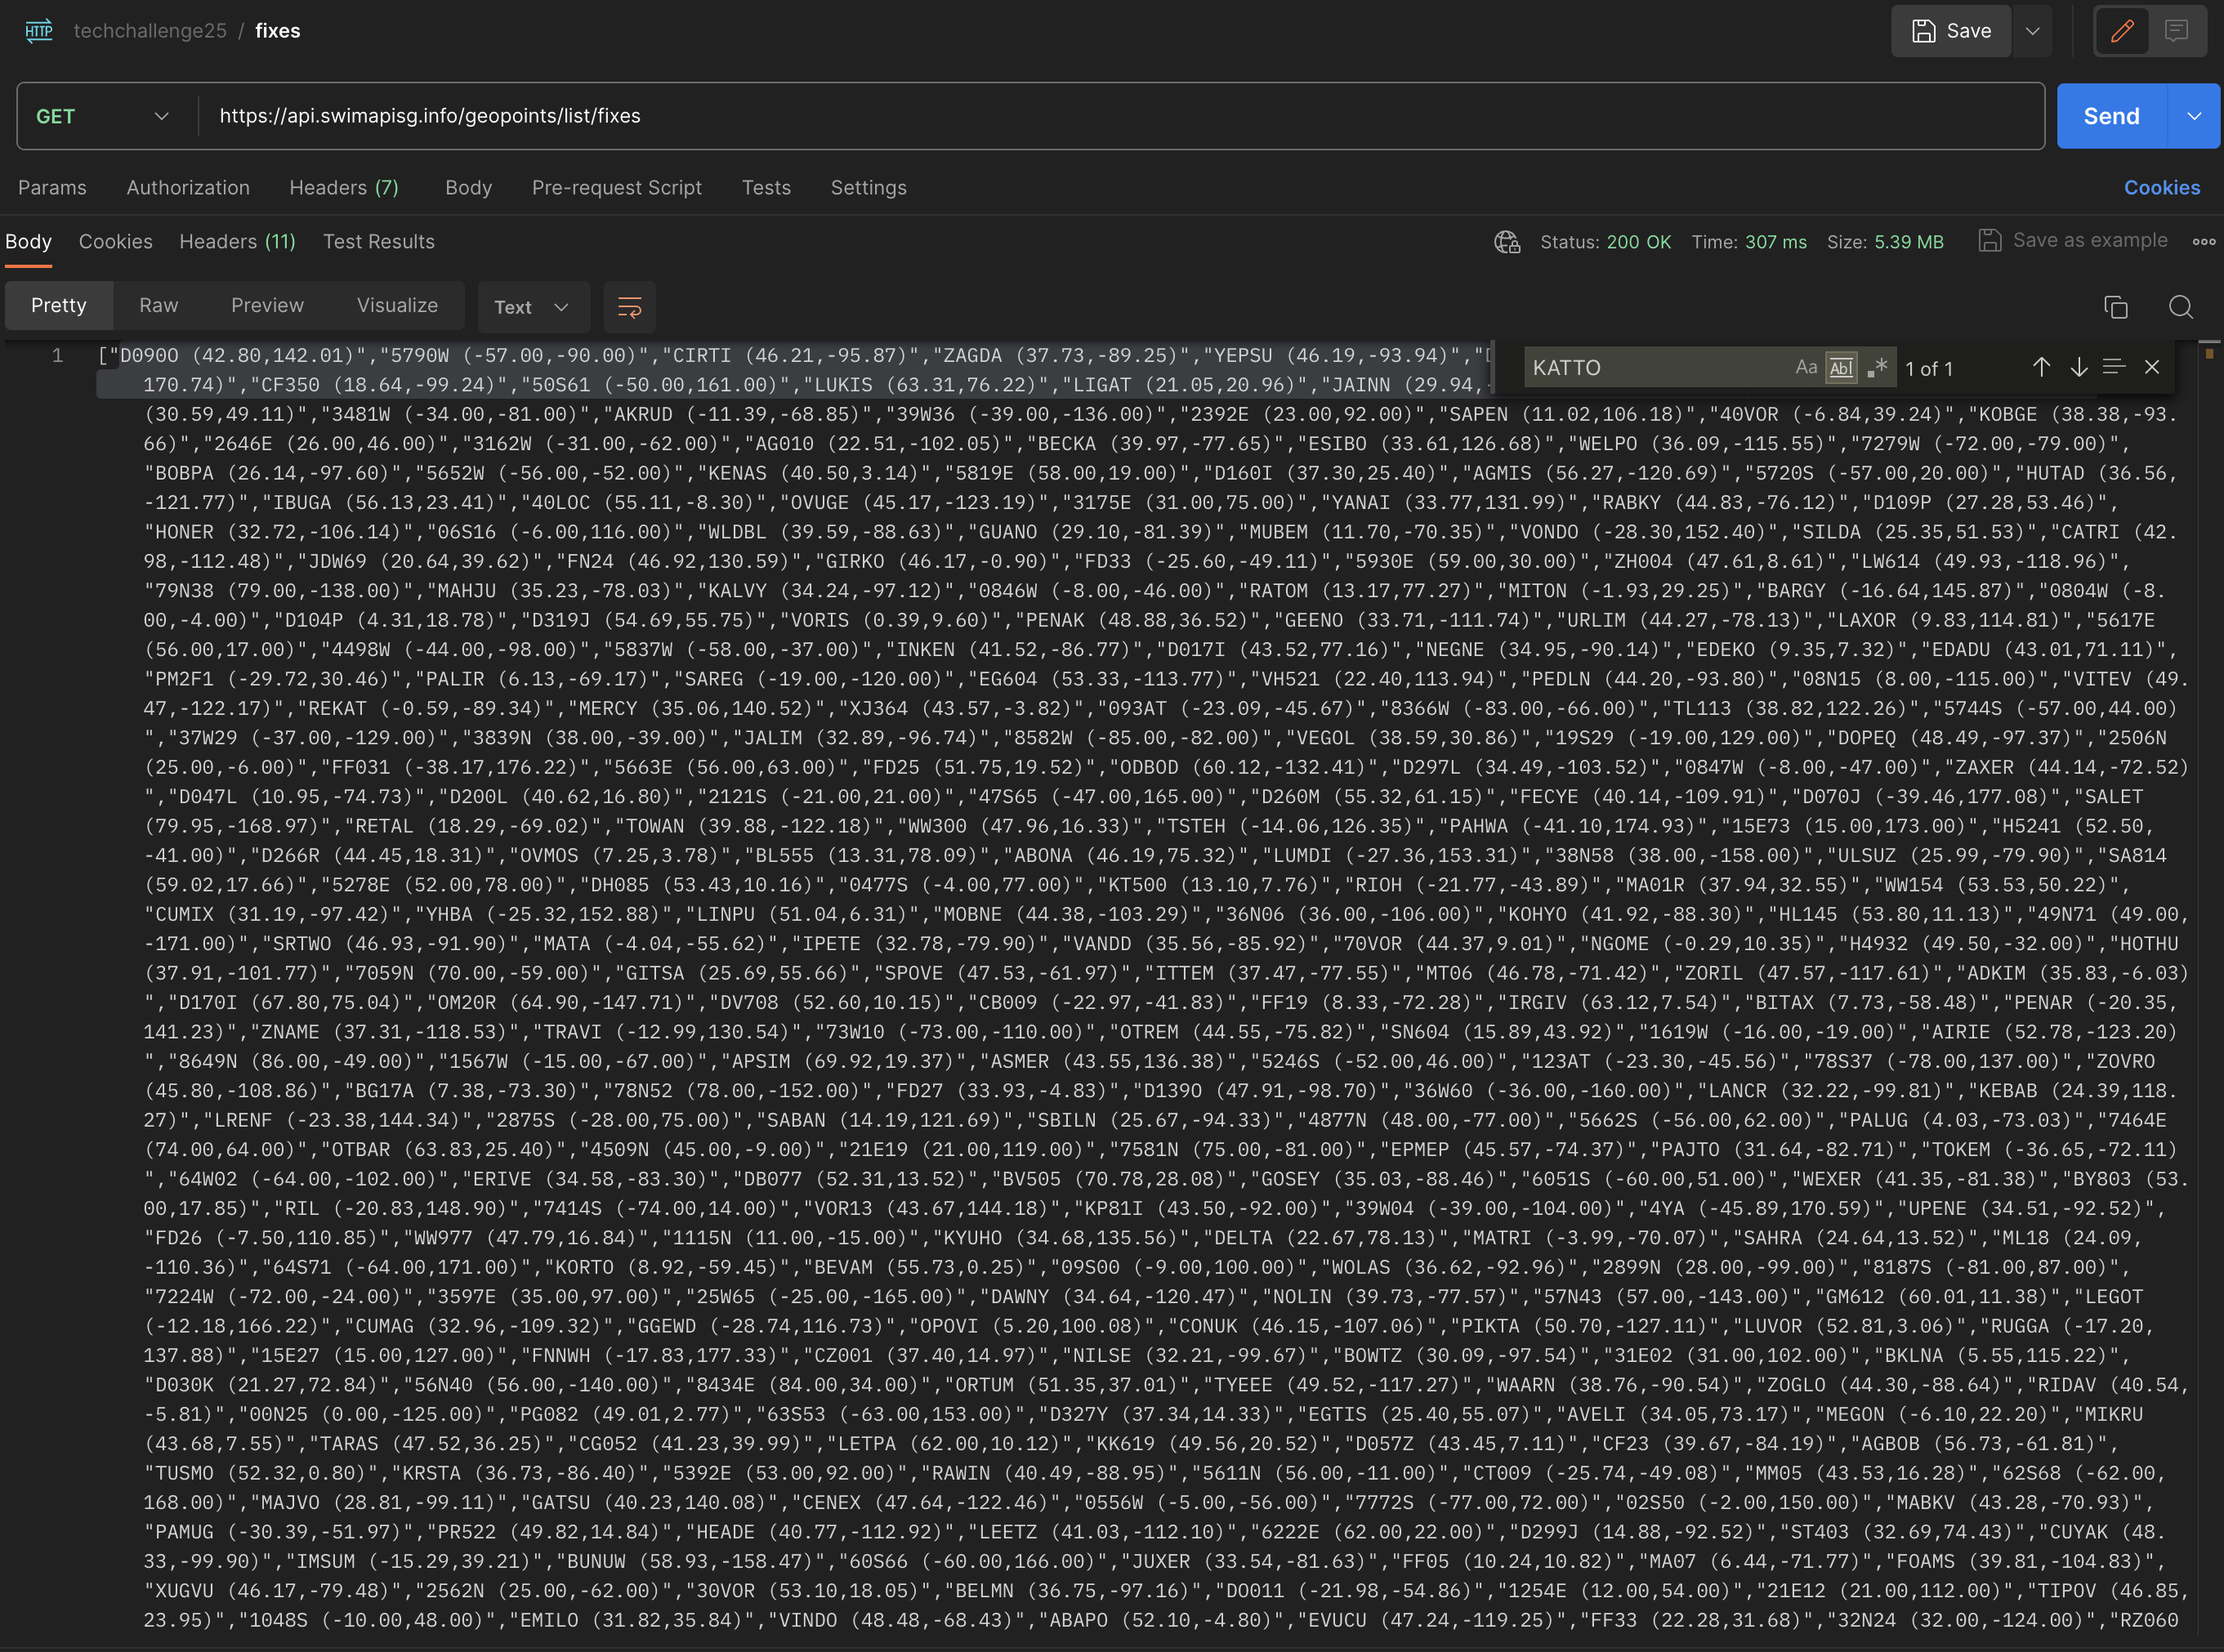 HTTP techchallenge25 / fixes Save
GET https://api.swimapisg.info/geopoints/list/fixes Send
Params Authorization Headers (7) Body Pre-request Script Tests Settings Cookies
Body Cookies Headers (11) Test Results Status: 200 OK Time: 307 ms Size: 5.39 MB Save as example
Pretty Raw Preview Visualize Text
KATTO Aa Abl .* 1 of 1
1 ["D090O (42.80,142.01)","5790W (-57.00,-90.00)","CIRTI (46.21,-95.87)","ZAGDA (37.73,-89.25)","YEPSU (46.19,-93.94)","
170.74)","CF350 (18.64,-99.24)","50S61 (-50.00,161.00)","LUKIS (63.31,76.22)","LIGAT (21.05,20.96)","JAINN (29.94,
(30.59,49.11)","3481W (-34.00,-81.00)","AKRUD (-11.39,-68.85)","39W36 (-39.00,-136.00)","2392E (23.00,92.00)","SAPEN (11.02,106.18)","40VOR (-6.84,39.24)","KOBGE (38.38,-93.
66)","2646E (26.00,46.00)","3162W (-31.00,-62.00)","AG010 (22.51,-102.05)","BECKA (39.97,-77.65)","ESIBO (33.61,126.68)","WELPO (36.09,-115.55)","7279W (-72.00,-79.00)",
"BOBPA (26.14,-97.60)","5652W (-56.00,-52.00)","KENAS (40.50,3.14)","5819E (58.00,19.00)","D160I (37.30,25.40)","AGMIS (56.27,-120.69)","5720S (-57.00,20.00)","HUTAD (36.56,
-121.77)","IBUGA (56.13,23.41)","40LOC (55.11,-8.30)","OVUGE (45.17,-123.19)","3175E (31.00,75.00)","YANAI (33.77,131.99)","RABKY (44.83,-76.12)","D109P (27.28,53.46)",
"HONER (32.72,-106.14)","06S16 (-6.00,116.00)","WLDBL (39.59,-88.63)","GUANO (29.10,-81.39)","MUBEM (11.70,-70.35)","VONDO (-28.30,152.40)","SILDA (25.35,51.53)","CATRI (42.
98,-112.48)","JDW69 (20.64,39.62)","FN24 (46.92,130.59)","GIRKO (46.17,-0.90)","FD33 (-25.60,-49.11)","5930E (59.00,30.00)","ZH004 (47.61,8.61)","LW614 (49.93,-118.96)",
"79N38 (79.00,-138.00)","MAHJU (35.23,-78.03)","KALVY (34.24,-97.12)","0846W (-8.00,-46.00)","RATOM (13.17,77.27)","MITON (-1.93,29.25)","BARGY (-16.64,145.87)","0804W (-8.
00,-4.00)","D104P (4.31,18.78)","D319J (54.69,55.75)","VORIS (0.39,9.60)","PENAK (48.88,36.52)","GEENO (33.71,-111.74)","URLIM (44.27,-78.13)","LAXOR (9.83,114.81)","5617E
(56.00,17.00)","4498W (-44.00,-98.00)","5837W (-58.00,-37.00)","INKEN (41.52,-86.77)","D017I (43.52,77.16)","NEGNE (34.95,-90.14)","EDEKO (9.35,7.32)","EDADU (43.01,71.11)",
"PM2F1 (-29.72,30.46)","PALIR (6.13,-69.17)","SAREG (-19.00,-120.00)","EG604 (53.33,-113.77)","VH521 (22.40,113.94)","PEDLN (44.20,-93.80)","08N15 (8.00,-115.00)","VITEV (49.
47,-122.17)","REKAT (-0.59,-89.34)","MERCY (35.06,140.52)","XJ364 (43.57,-3.82)","093AT (-23.09,-45.67)","8366W (-83.00,-66.00)","TL113 (38.82,122.26)","5744S (-57.00,44.00)
","37W29 (-37.00,-129.00)","3839N (38.00,-39.00)","JALIM (32.89,-96.74)","8582W (-85.00,-82.00)","VEGOL (38.59,30.86)","19S29 (-19.00,129.00)","DOPEQ (48.49,-97.37)","2506N
(25.00,-6.00)","FF031 (-38.17,176.22)","5663E (56.00,63.00)","FD25 (51.75,19.52)","ODBOD (60.12,-132.41)","D297L (34.49,-103.52)","0847W (-8.00,-47.00)","ZAXER (44.14,-72.52)
","D047L (10.95,-74.73)","D200L (40.62,16.80)","2121S (-21.00,21.00)","47S65 (-47.00,165.00)","D260M (55.32,61.15)","FECYE (40.14,-109.91)","D070J (-39.46,177.08)","SALET
(79.95,-168.97)","RETAL (18.29,-69.02)","TOWAN (39.88,-122.18)","WW300 (47.96,16.33)","TSTEH (-14.06,126.35)","PAHWA (-41.10,174.93)","15E73 (15.00,173.00)","H5241 (52.50,
-41.00)","D266R (44.45,18.31)","OVMOS (7.25,3.78)","BL555 (13.31,78.09)","ABONA (46.19,75.32)","LUMDI (-27.36,153.31)","38N58 (38.00,-158.00)","ULSUZ (25.99,-79.90)","SA814
(59.02,17.66)","5278E (52.00,78.00)","DH085 (53.43,10.16)","0477S (-4.00,77.00)","KT500 (13.10,7.76)","RIOH (-21.77,-43.89)","MA01R (37.94,32.55)","WW154 (53.53,50.22)",
"CUMIX (31.19,-97.42)","YHBA (-25.32,152.88)","LINPU (51.04,6.31)","MOBNE (44.38,-103.29)","36N06 (36.00,-106.00)","KOHYO (41.92,-88.30)","HL145 (53.80,11.13)","49N71 (49.00,
-171.00)","SRTWO (46.93,-91.90)","MATA (-4.04,-55.62)","IPETE (32.78,-79.90)","VANDD (35.56,-85.92)","70VOR (44.37,9.01)","NGOME (-0.29,10.35)","H4932 (49.50,-32.00)","HOTHU
(37.91,-101.77)","7059N (70.00,-59.00)","GITSA (25.69,55.66)","SPOVE (47.53,-61.97)","ITTEM (37.47,-77.55)","MT06 (46.78,-71.42)","ZORIL (47.57,-117.61)","ADKIM (35.83,-6.03)
","D170I (67.80,75.04)","OM20R (64.90,-147.71)","DV708 (52.60,10.15)","CB009 (-22.97,-41.83)","FF19 (8.33,-72.28)","IRGIV (63.12,7.54)","BITAX (7.73,-58.48)","PENAR (-20.35,
141.23)","ZNAME (37.31,-118.53)","TRAVI (-12.99,130.54)","73W10 (-73.00,-110.00)","OTREM (44.55,-75.82)","SN604 (15.89,43.92)","1619W (-16.00,-19.00)","AIRIE (52.78,-123.20)
","8649N (86.00,-49.00)","1567W (-15.00,-67.00)","APSIM (69.92,19.37)","ASMER (43.55,136.38)","5246S (-52.00,46.00)","123AT (-23.30,-45.56)","78S37 (-78.00,137.00)","ZOVRO
(45.80,-108.86)","BG17A (7.38,-73.30)","78N52 (78.00,-152.00)","FD27 (33.93,-4.83)","D139O (47.91,-98.70)","36W60 (-36.00,-160.00)","LANCR (32.22,-99.81)","KEBAB (24.39,118.
27)","LRENF (-23.38,144.34)","2875S (-28.00,75.00)","SABAN (14.19,121.69)","SBILN (25.67,-94.33)","4877N (48.00,-77.00)","5662S (-56.00,62.00)","PALUG (4.03,-73.03)","7464E
(74.00,64.00)","OTBAR (63.83,25.40)","4509N (45.00,-9.00)","21E19 (21.00,119.00)","7581N (75.00,-81.00)","EPMEP (45.57,-74.37)","PAJTO (31.64,-82.71)","TOKEM (-36.65,-72.11)
","64W02 (-64.00,-102.00)","ERIVE (34.58,-83.30)","DB077 (52.31,13.52)","BV505 (70.78,28.08)","GOSEY (35.03,-88.46)","6051S (-60.00,51.00)","WEXER (41.35,-81.38)","BY803 (53.
00,17.85)","RIL (-20.83,148.90)","7414S (-74.00,14.00)","VOR13 (43.67,144.18)","KP81I (43.50,-92.00)","39W04 (-39.00,-104.00)","4YA (-45.89,170.59)","UPENE (34.51,-92.52)",
"FD26 (-7.50,110.85)","WW977 (47.79,16.84)","1115N (11.00,-15.00)","KYUHO (34.68,135.56)","DELTA (22.67,78.13)","MATRI (-3.99,-70.07)","SAHRA (24.64,13.52)","ML18 (24.09,
-110.36)","64S71 (-64.00,171.00)","KORTO (8.92,-59.45)","BEVAM (55.73,0.25)","09S00 (-9.00,100.00)","WOLAS (36.62,-92.96)","2899N (28.00,-99.00)","8187S (-81.00,87.00)",
"7224W (-72.00,-24.00)","3597E (35.00,97.00)","25W65 (-25.00,-165.00)","DAWNY (34.64,-120.47)","NOLIN (39.73,-77.57)","57N43 (57.00,-143.00)","GM612 (60.01,11.38)","LEGOT
(-12.18,166.22)","CUMAG (32.96,-109.32)","GGEWD (-28.74,116.73)","OPOVI (5.20,100.08)","CONUK (46.15,-107.06)","PIKTA (50.70,-127.11)","LUVOR (52.81,3.06)","RUGGA (-17.20,
137.88)","15E27 (15.00,127.00)","FNNWH (-17.83,177.33)","CZ001 (37.40,14.97)","NILSE (32.21,-99.67)","BOWTZ (30.09,-97.54)","31E02 (31.00,102.00)","BKLNA (5.55,115.22)",
"D030K (21.27,72.84)","56N40 (56.00,-140.00)","8434E (84.00,34.00)","ORTUM (51.35,37.01)","TYEEE (49.52,-117.27)","WAARN (38.76,-90.54)","ZOGLO (44.30,-88.64)","RIDAV (40.54,
-5.81)","00N25 (0.00,-125.00)","PG082 (49.01,2.77)","63S53 (-63.00,153.00)","D327Y (37.34,14.33)","EGTIS (25.40,55.07)","AVELI (34.05,73.17)","MEGON (-6.10,22.20)","MIKRU
(43.68,7.55)","TARAS (47.52,36.25)","CG052 (41.23,39.99)","LETPA (62.00,10.12)","KK619 (49.56,20.52)","D057Z (43.45,7.11)","CF23 (39.67,-84.19)","AGBOB (56.73,-61.81)",
"TUSMO (52.32,0.80)","KRSTA (36.73,-86.40)","5392E (53.00,92.00)","RAWIN (40.49,-88.95)","5611N (56.00,-11.00)","CT009 (-25.74,-49.08)","MM05 (43.53,16.28)","62S68 (-62.00,
168.00)","MAJVO (28.81,-99.11)","GATSU (40.23,140.08)","CENEX (47.64,-122.46)","0556W (-5.00,-56.00)","7772S (-77.00,72.00)","02S50 (-2.00,150.00)","MABKV (43.28,-70.93)",
"PAMUG (-30.39,-51.97)","PR522 (49.82,14.84)","HEADE (40.77,-112.92)","LEETZ (41.03,-112.10)","6222E (62.00,22.00)","D299J (14.88,-92.52)","ST403 (32.69,74.43)","CUYAK (48.
33,-99.90)","IMSUM (-15.29,39.21)","BUNUW (58.93,-158.47)","60S66 (-60.00,166.00)","JUXER (33.54,-81.63)","FF05 (10.24,10.82)","MA07 (6.44,-71.77)","FOAMS (39.81,-104.83)",
"XUGVU (46.17,-79.48)","2562N (25.00,-62.00)","30VOR (53.10,18.05)","BELMN (36.75,-97.16)","DO011 (-21.98,-54.86)","1254E (12.00,54.00)","21E12 (21.00,112.00)","TIPOV (46.85,
23.95)","1048S (-10.00,48.00)","EMILO (31.82,35.84)","VINDO (48.48,-68.43)","ABAPO (52.10,-4.80)","EVUCU (47.24,-119.25)","FF33 (22.28,31.68)","32N24 (32.00,-124.00)","RZ060